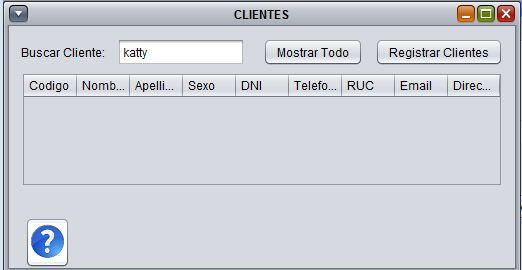 CLIENTES
Buscar Cliente: katty Mostrar Todo Registrar Clientes
Codigo Nomb... Apelli... Sexo DNI Telefo... RUC Email Direc...
?